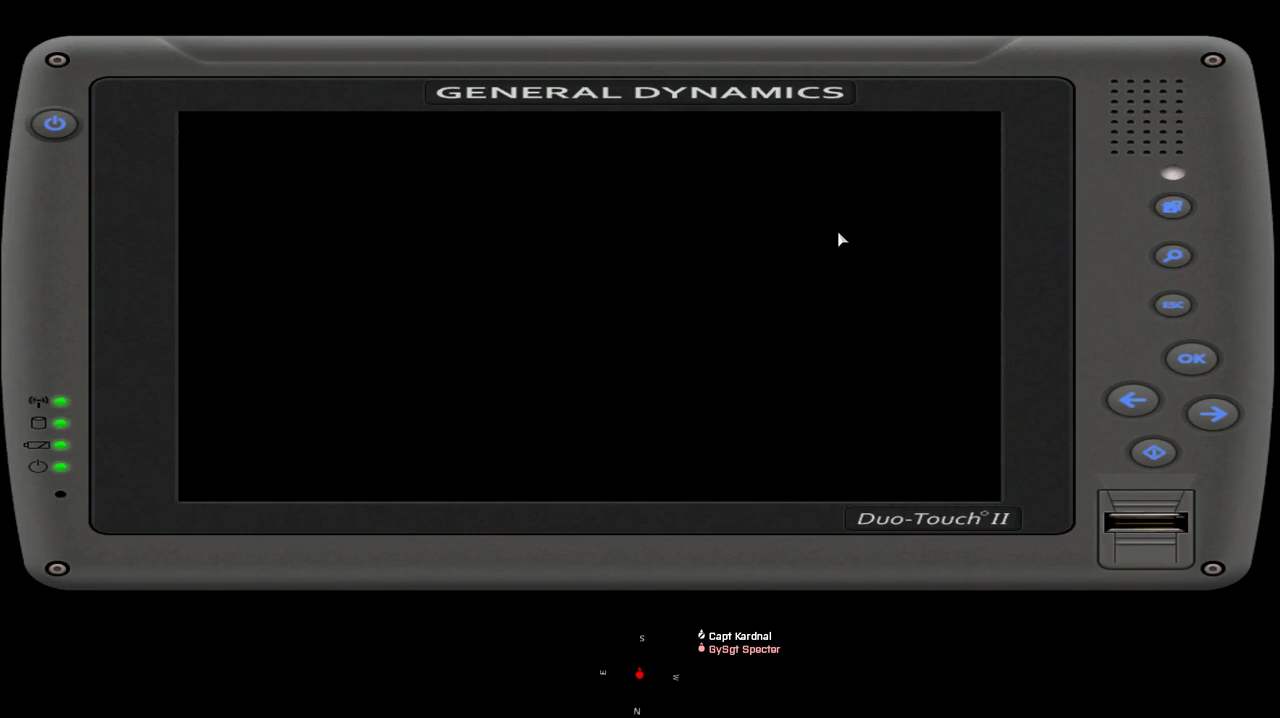 GENERAL DYNAMICS
ESC
OK
Duo-Touch° II
S
Capt Kardnal
GySgt Specter
E
W
N